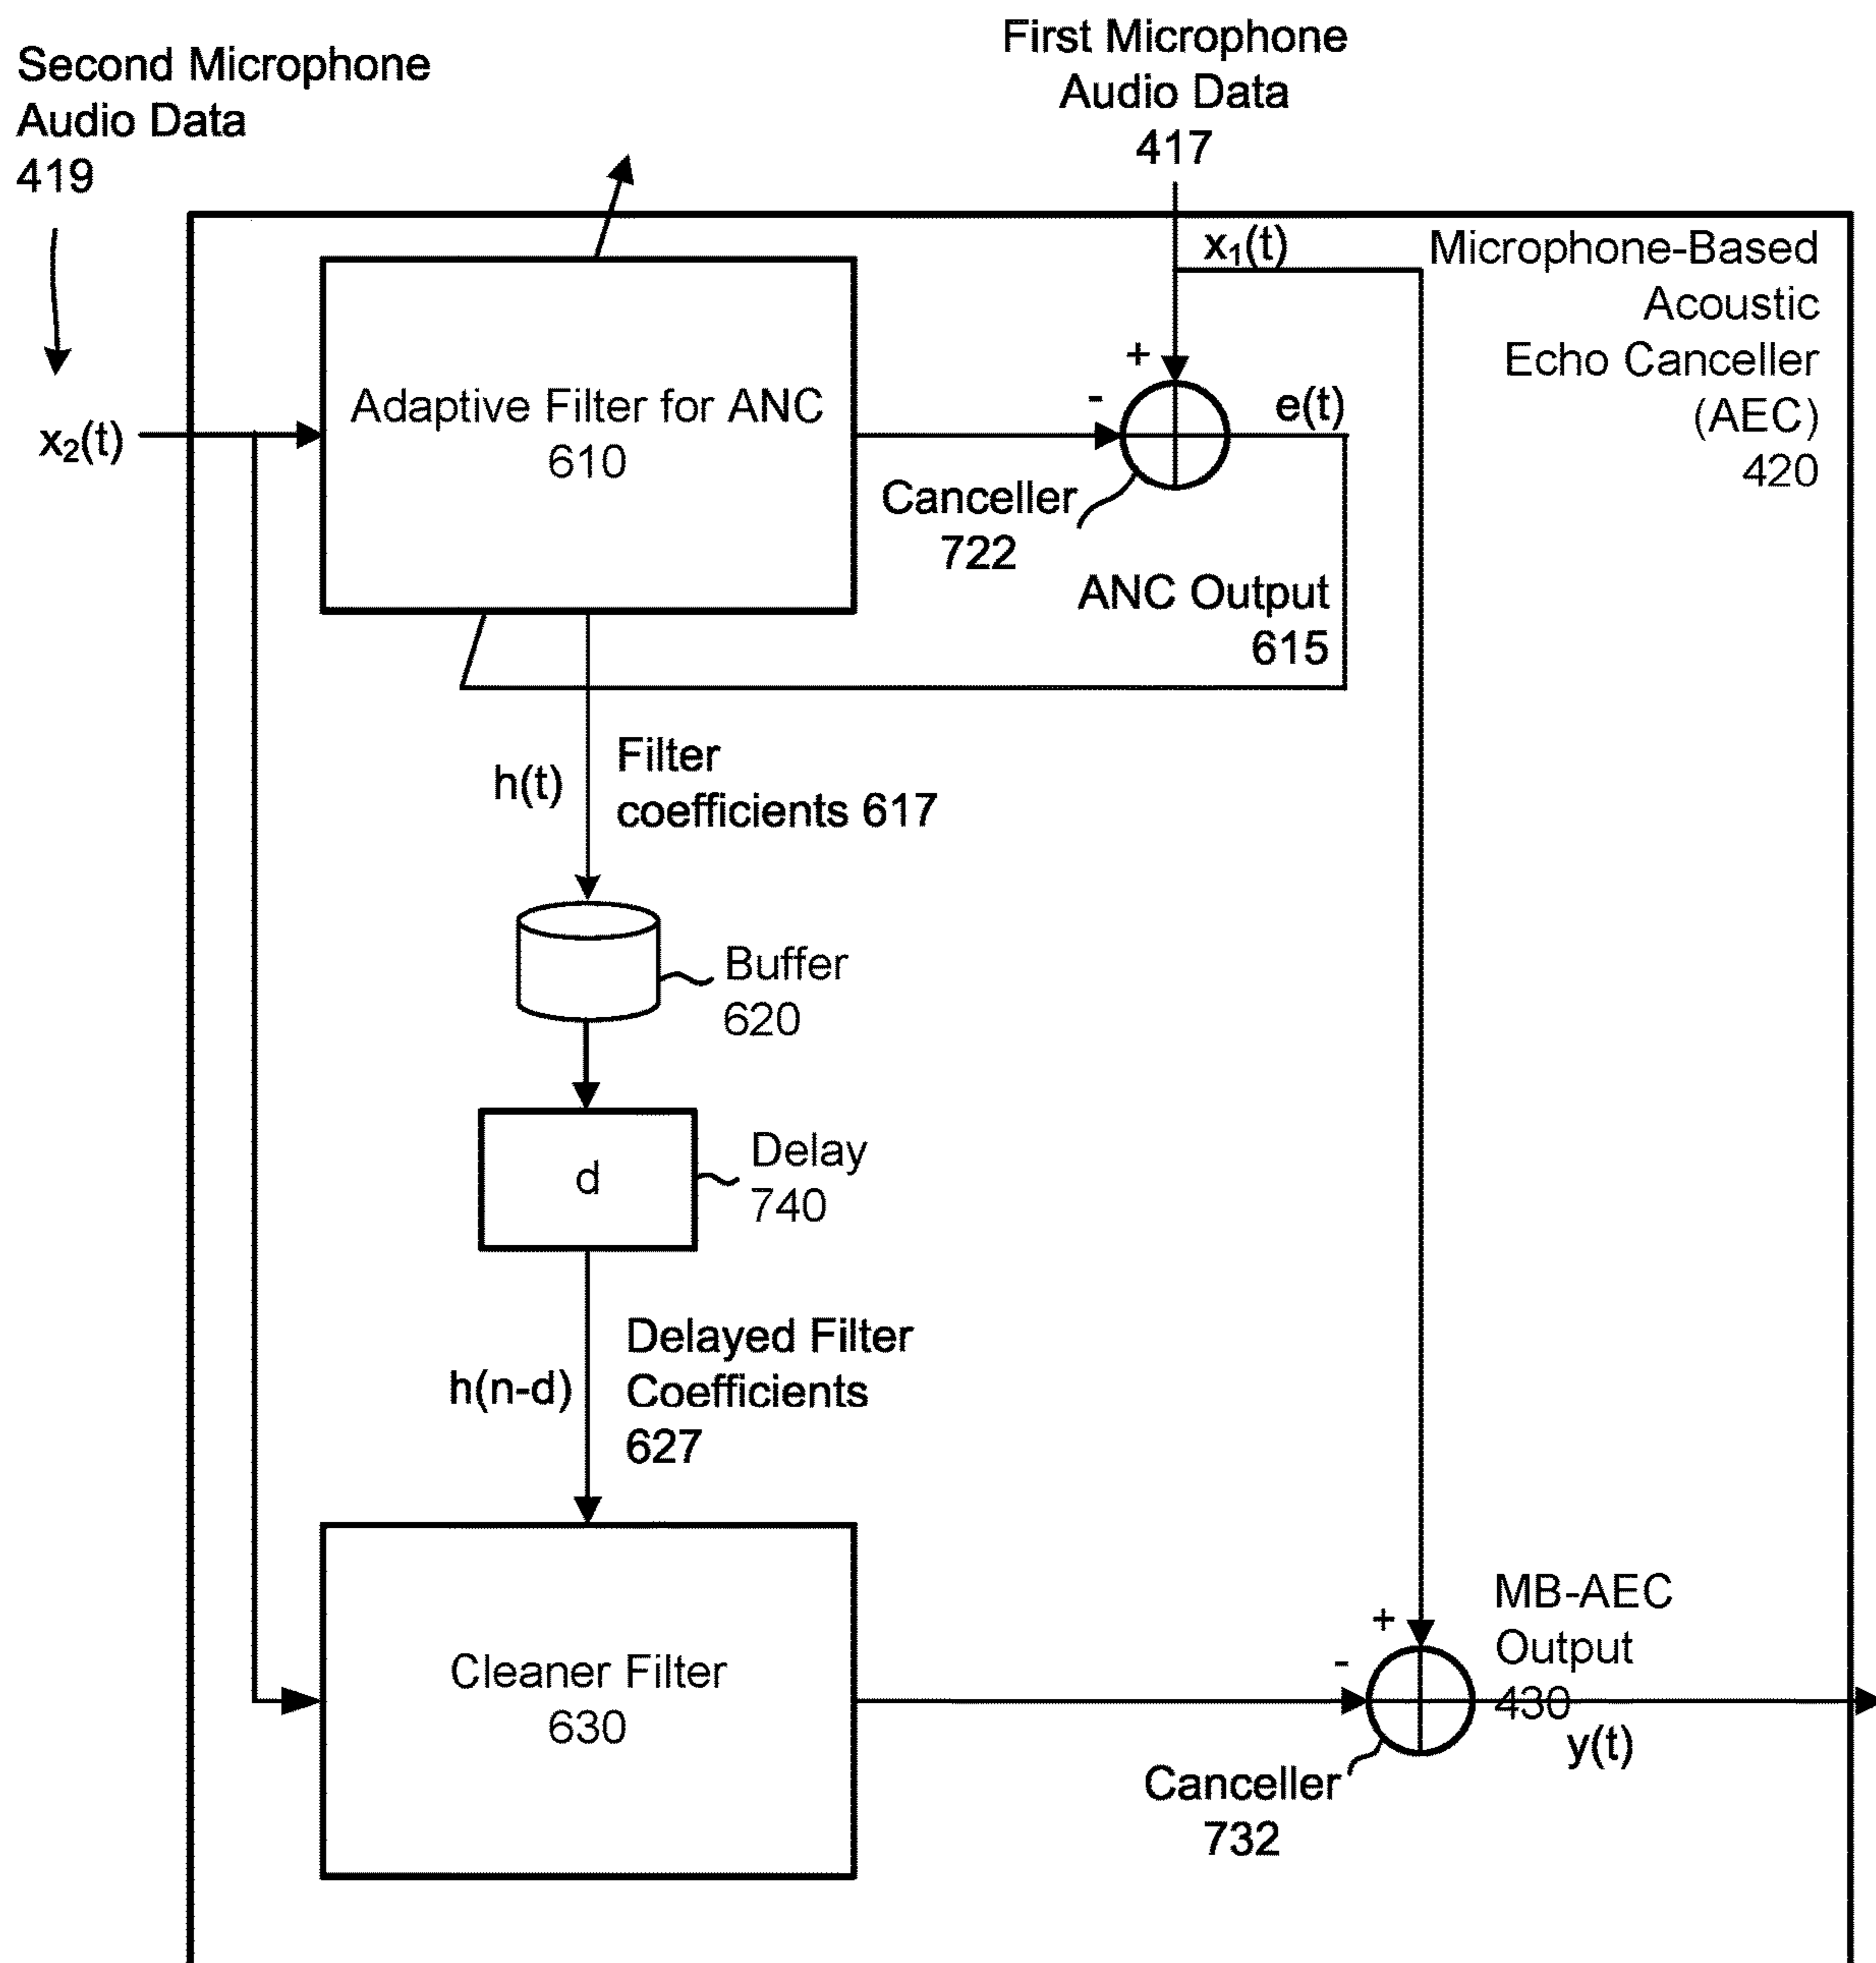 Second Microphone
Audio Data
419
First Microphone
Audio Data
417
x₁(t)
Microphone-Based
Acoustic
Echo Canceller
(AEC)
420
x₂(t)
Adaptive Filter for ANC
610
+
-
e(t)
Canceller
722
ANC Output
615
h(t)
Filter
coefficients 617
Buffer
620
d
Delay
740
h(n-d)
Delayed Filter
Coefficients
627
Cleaner Filter
630
+
-
MB-AEC
Output
430
y(t)
Canceller
732